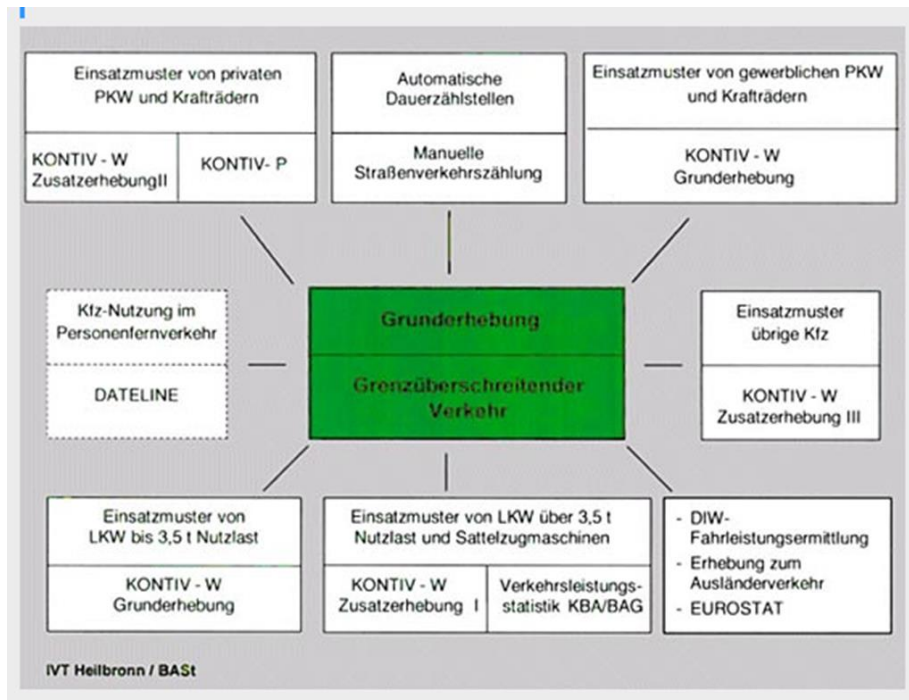 Einsatzmuster von privaten
PKW und Krafträdern
KONTIV - W
ZusatzerhebungII
KONTIV- P
Automatische
Dauerzählstellen
Manuelle
Straßenverkehrszählung
Einsatzmuster von gewerblichen PKW
und Krafträdern
KONTIV - W
Grunderhebung
Kfz-Nutzung im
Personenfernverkehr
DATELINE
Grunderhebung
Grenzüberschreitender
Verkehr
Einsatzmuster
übrige Kfz
KONTIV - W
Zusatzerhebung III
Einsatzmuster von
LKW bis 3,5 t Nutzlast
KONTIV - W
Grunderhebung
Einsatzmuster von LKW über 3,5 t
Nutzlast und Sattelzugmaschinen
KONTIV - W
Zusatzerhebung I
Verkehrsleistungs-
statistik KBA/BAG
- DIW-
Fahrleistungsermittlung
- Erhebung zum
Ausländerverkehr
- EUROSTAT
IVT Heilbronn / BASt